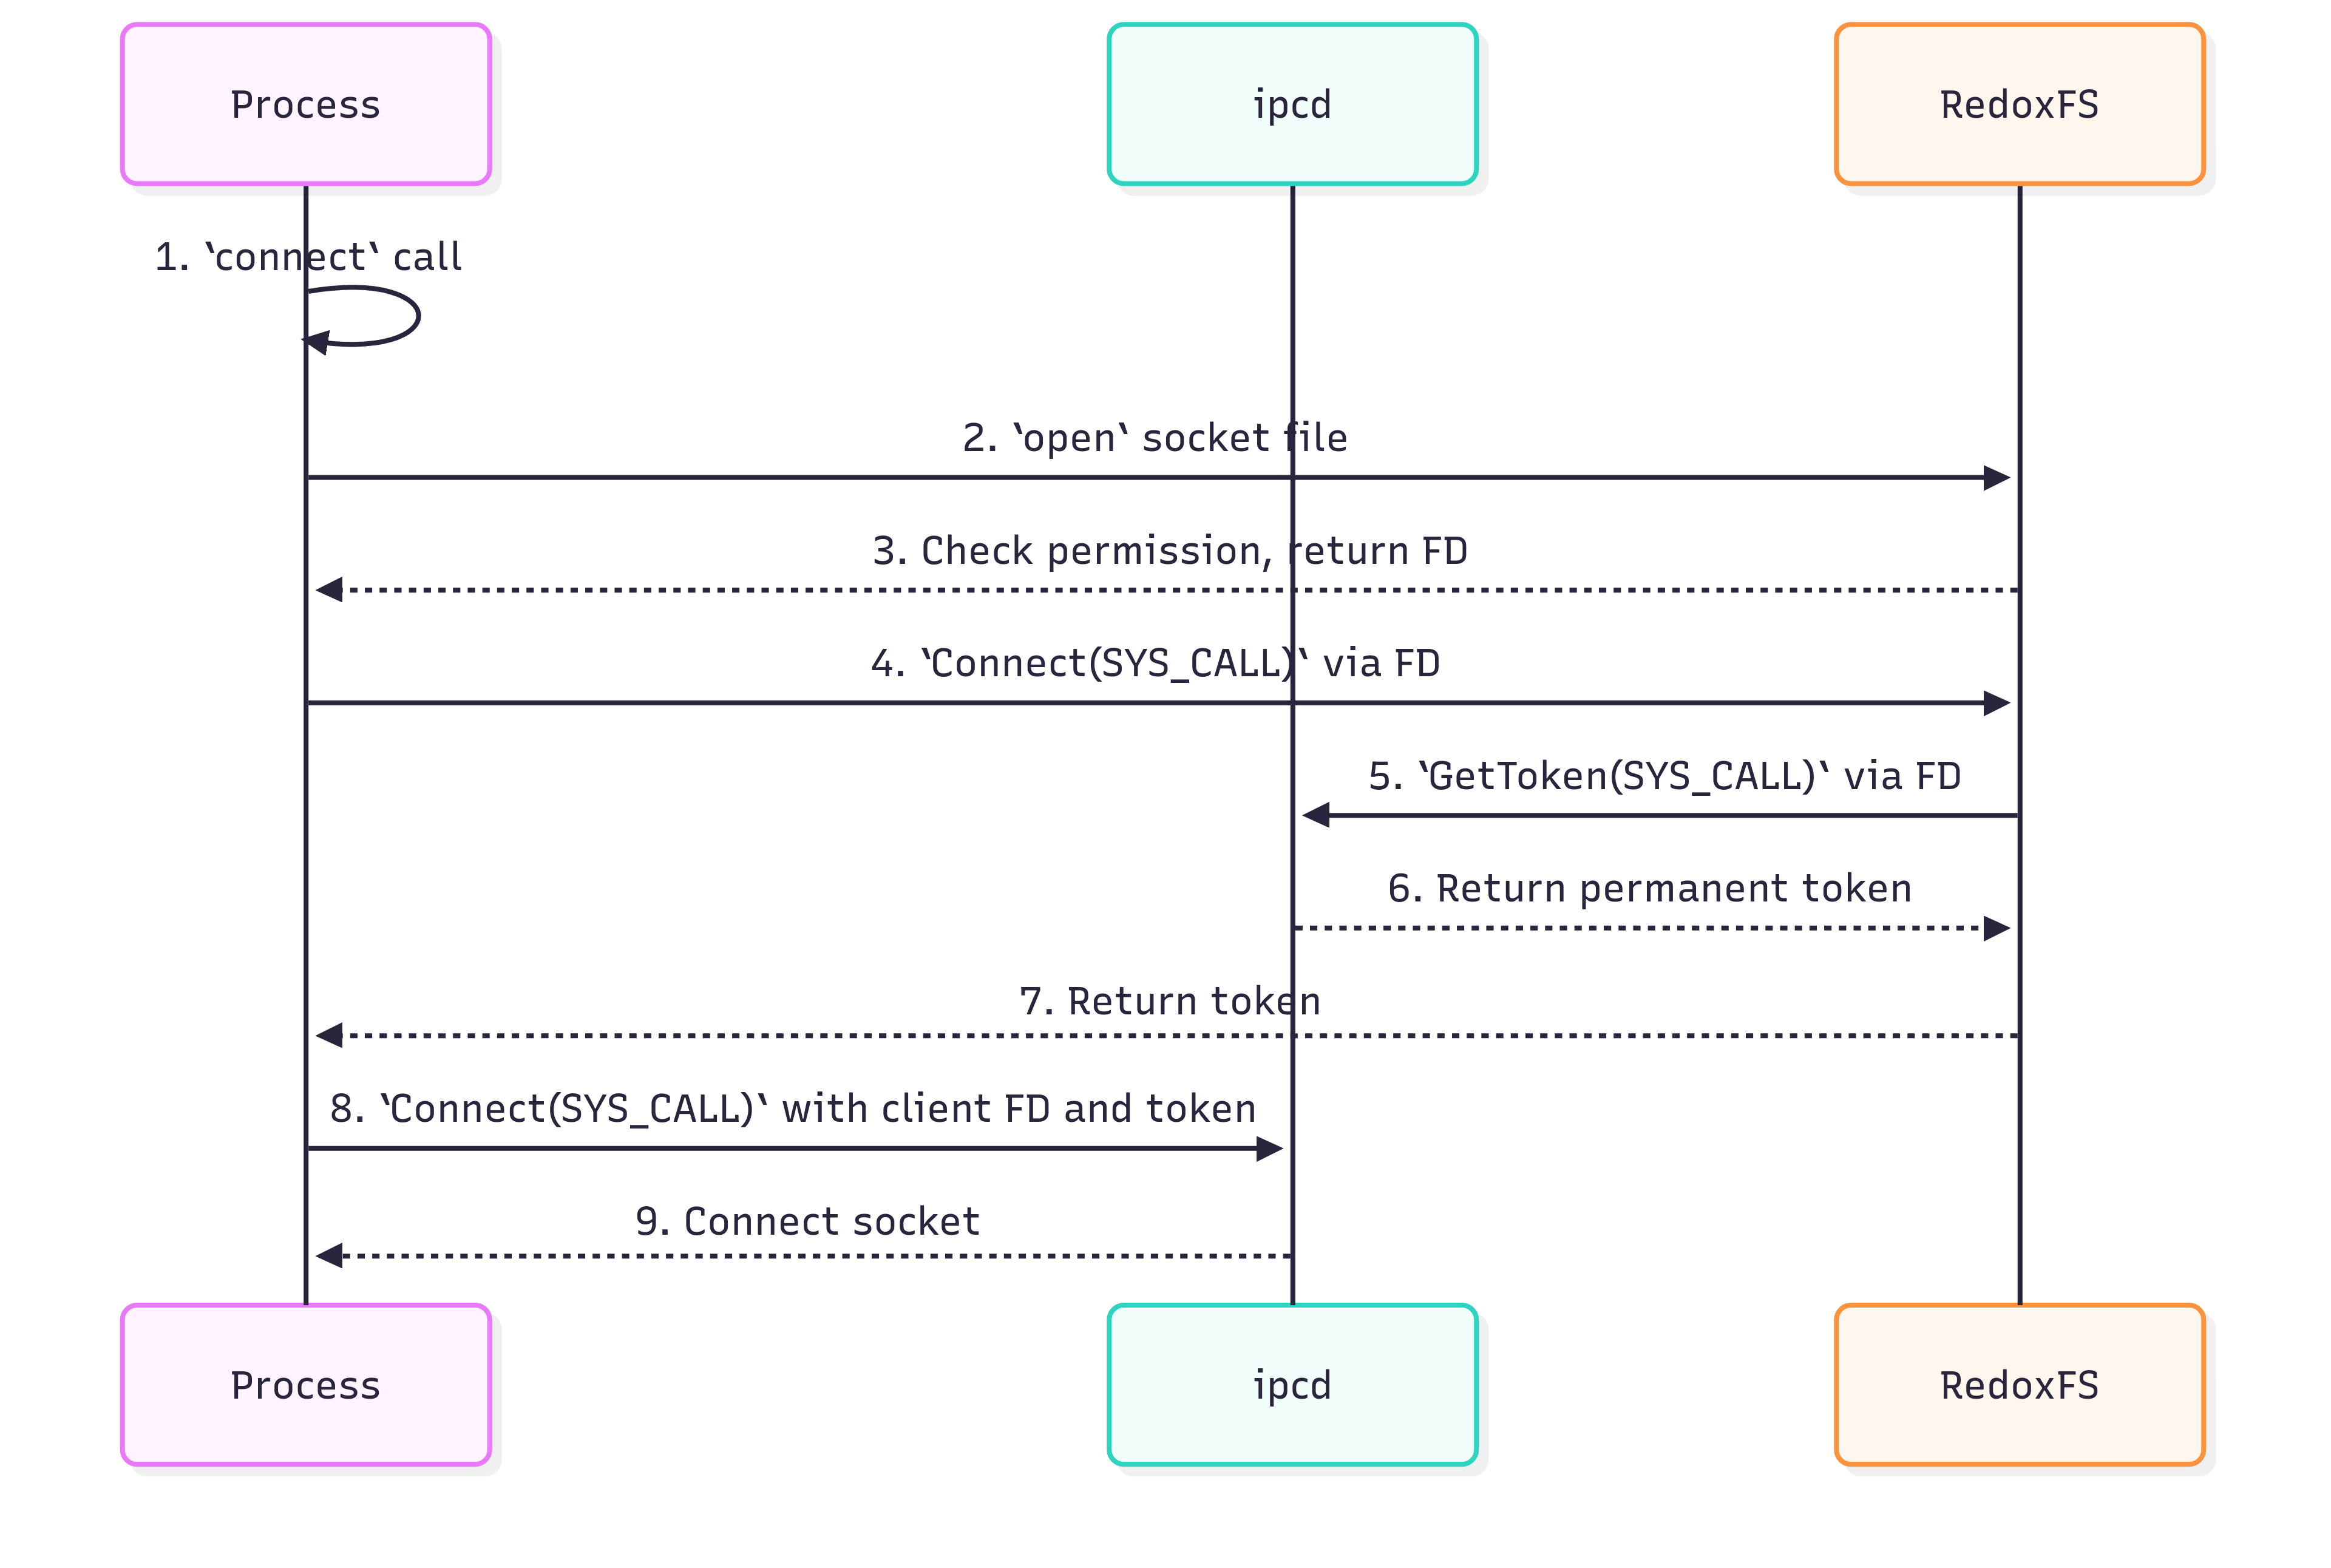 Process
ipcd
RedoxFS
1. `connect` call
2. `open` socket file
3. Check permission, return FD
4. `Connect(SYS_CALL)` via FD
5. `GetToken(SYS_CALL)` via FD
6. Return permanent token
7. Return token
8. `Connect(SYS_CALL)` with client FD and token
9. Connect socket
Process
ipcd
RedoxFS